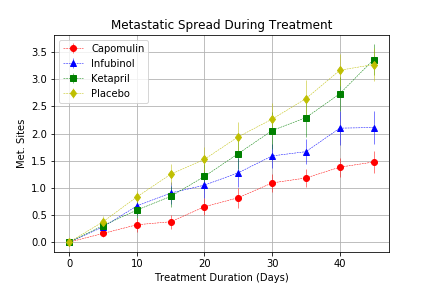 Metastatic Spread During Treatment
Capomulin
Infubinol
Ketapril
Placebo
3.5
3.0
2.5
2.0
1.5
1.0
0.5
0.0
Met. Sites
0
10
20
30
40
Treatment Duration (Days)